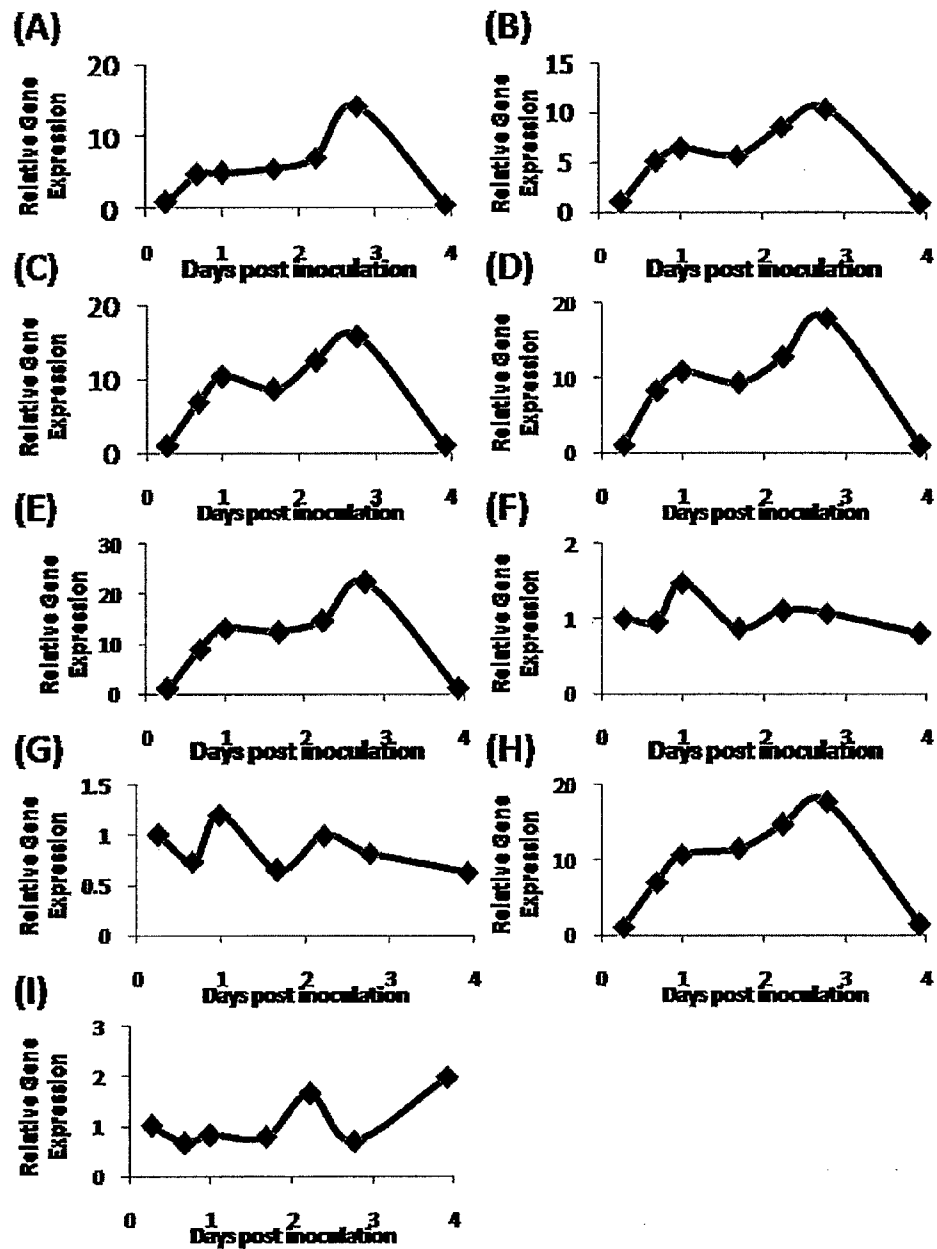 (A)
Relative Gene
Expression
20
10
0
0 1 2 3 4
Days post inoculation
(B)
Relative Gene
Expression
15
10
5
0
0 1 2 3 4
Days post inoculation
(C)
Relative Gene
Expression
20
10
0
0 1 2 3 4
Days post inoculation
(D)
Relative Gene
Expression
20
10
0
0 1 2 3 4
Days post inoculation
(E)
Relative Gene
Expression
30
20
10
0
0 1 2 3 4
Days post inoculation
(F)
Relative Gene
Expression
2
1
0
0 1 2 3 4
Days post inoculation
(G)
Relative Gene
Expression
1.5
1
0.5
0
0 1 2 3 4
Days post inoculation
(H)
Relative Gene
Expression
20
10
0
0 1 2 3 4
Days post inoculation
(I)
Relative Gene
Expression
3
2
1
0
0 1 2 3 4
Days post inoculation